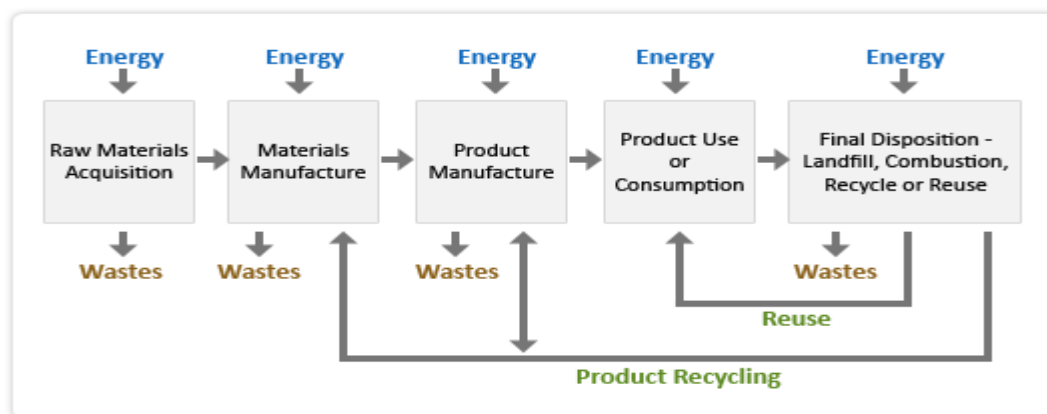 Energy Energy Energy Energy Energy
Raw Materials
Acquisition
Materials
Manufacture
Product
Manufacture
Product Use
or
Consumption
Final Disposition -
Landfill, Combustion,
Recycle or Reuse
Wastes Wastes Wastes Wastes
Reuse
Product Recycling